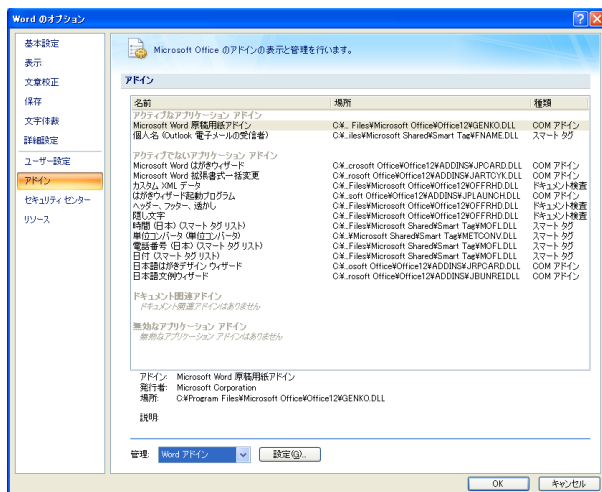 Word のオプション
基本設定
表示
文章校正
保存
文字体裁
詳細設定
ユーザー設定
アドイン
セキュリティ センター
リソース
Microsoft Office のアドインの表示と管理を行います。
アドイン
名前 場所 種類
アクティブなアプリケーション アドイン
Microsoft Word 原稿用紙アドイン C:¥... Files¥Microsoft Office¥Office12¥GENKO.DLL COM アドイン
個人名 (Outlook 電子メールの受信者) C:¥...iles¥Microsoft Shared¥Smart Tag¥FNAME.DLL スマート タグ
アクティブでないアプリケーション アドイン
Microsoft Word はがきウィザード C:¥...crosoft Office¥Office12¥ADDINS¥JPCARD.DLL COM アドイン
Microsoft Word 拡張書式一括変更 C:¥...rosoft Office¥Office12¥ADDINS¥JARTCYK.DLL COM アドイン
カスタム XML データ C:¥...Files¥Microsoft Office¥Office12¥OFFRHD.DLL ドキュメント検査
はがきウィザード起動プログラム C:¥...soft Office¥Office12¥ADDINS¥JPLAUNCH.DLL COM アドイン
ヘッダー、フッター、透かし C:¥...Files¥Microsoft Office¥Office12¥OFFRHD.DLL ドキュメント検査
隠し文字 C:¥...Files¥Microsoft Office¥Office12¥OFFRHD.DLL ドキュメント検査
時間 (日本) (スマート タグ リスト) C:¥...Files¥Microsoft Shared¥Smart Tag¥MOFL.DLL スマート タグ
単位コンバータ (単位コンバータ) C:¥...¥Microsoft Shared¥Smart Tag¥METCONV.DLL スマート タグ
電話番号 (日本) (スマート タグ リスト) C:¥...Files¥Microsoft Shared¥Smart Tag¥MOFL.DLL スマート タグ
日付 (スマート タグ リスト) C:¥...Files¥Microsoft Shared¥Smart Tag¥MOFL.DLL スマート タグ
日本語はがきデザイン ウィザード C:¥...osoft Office¥Office12¥ADDINS¥JRPCARD.DLL COM アドイン
日本語文例ウィザード C:¥...rosoft Office¥Office12¥ADDINS¥JBUNREI.DLL COM アドイン
ドキュメント関連アドイン
ドキュメント関連アドインはありません
無効なアプリケーション アドイン
無効なアプリケーション アドインはありません
アドイン: Microsoft Word 原稿用紙アドイン
発行者: Microsoft Corporation
場所: C:¥Program Files¥Microsoft Office¥Office12¥GENKO.DLL
説明:
管理: Word アドイン 設定(G)...
OK キャンセル